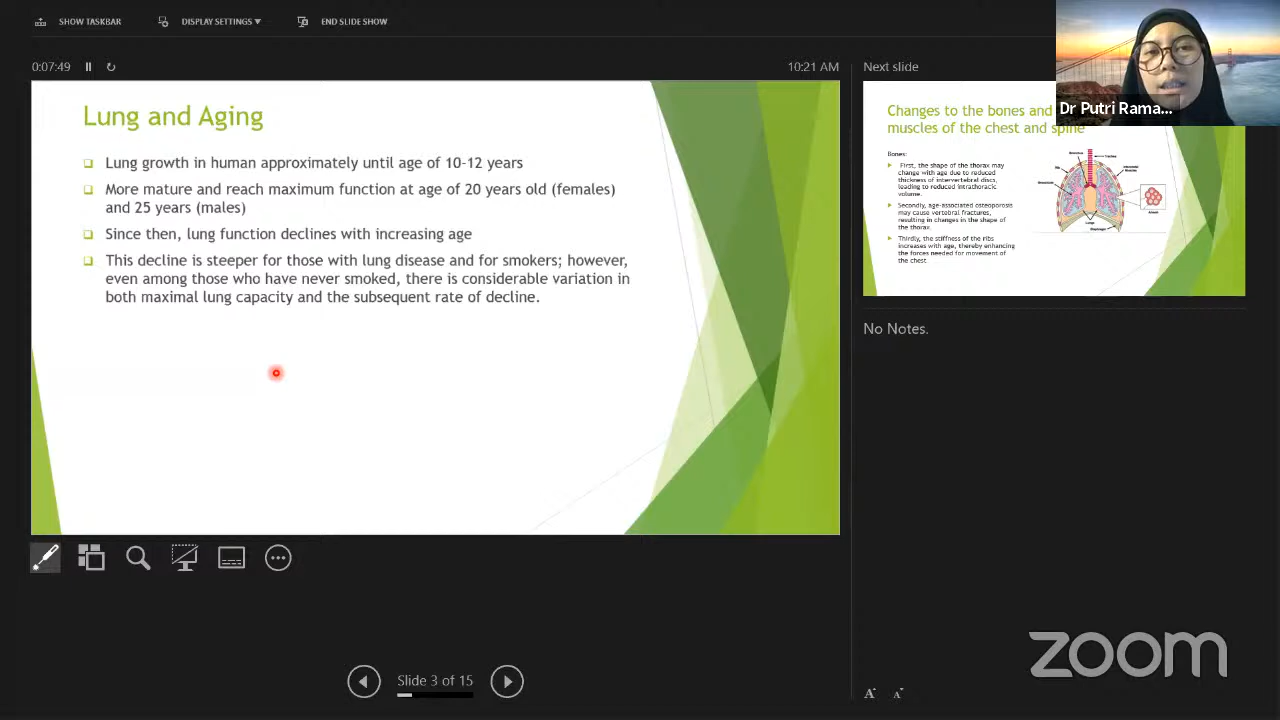 SHOW TASKBAR
DISPLAY SETTINGS
END SLIDE SHOW
0:07:49
10:21 AM
Lung and Aging
Lung growth in human approximately until age of 10-12 years
More mature and reach maximum function at age of 20 years old (females)
and 25 years (males)
Since then, lung function declines with increasing age
This decline is steeper for those with lung disease and for smokers; however,
even among those who have never smoked, there is considerable variation in
both maximal lung capacity and the subsequent rate of decline.
Next slide
Dr Putri Rama...
Changes to the bones and
muscles of the chest and spine
Bones:
First, the shape of the thorax may
change with age due to reduced
thickness of intervertebral discs,
leading to reduced intrathoracic
volume.
Secondly, age-associated osteoporosis
may cause vertebral fractures,
resulting in changes in the shape of
the thorax.
Thirdly, the stiffness of the ribs
increases with age, thereby enhancing
the forces needed for movement of
the chest
No Notes.
Slide 3 of 15
A A
zoom